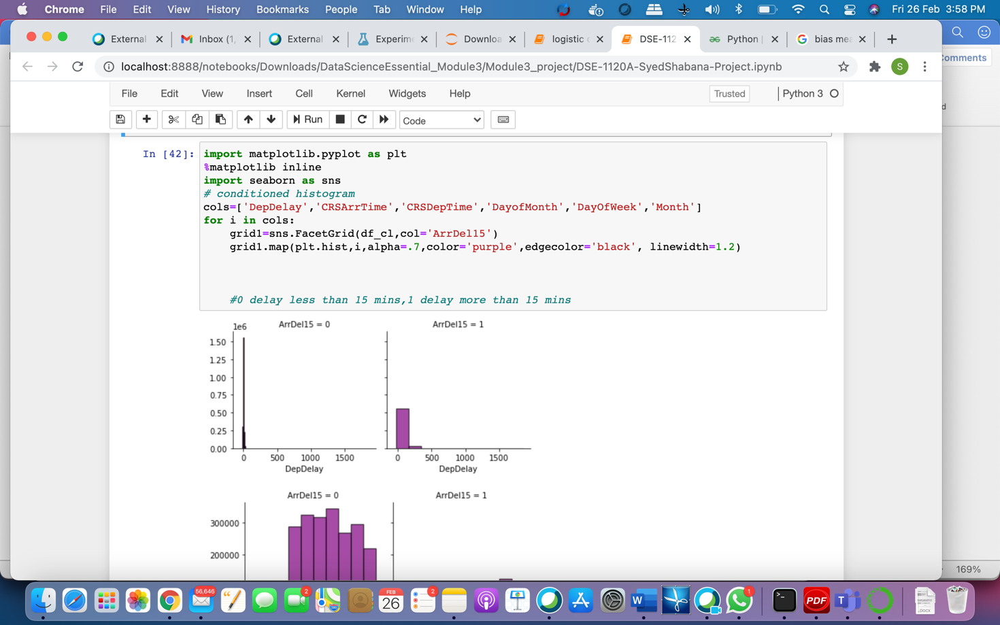 Chrome File Edit View History Bookmarks People Tab Window Help Fri 26 Feb 3:58 PM
External Inbox (1, External Experime Downloa logistic DSE-112 Python bias mea
localhost:8888/notebooks/Downloads/DataScienceEssential_Module3/Module3_project/DSE-1120A-SyedShabana-Project.ipynb S
omments
File Edit View Insert Cell Kernel Widgets Help Trusted Python 3
d
Run Code
In [42]: import matplotlib.pyplot as plt
%matplotlib inline
import seaborn as sns
# conditioned histogram
cols=['DepDelay','CRSArrTime','CRSDepTime','DayofMonth','DayOfWeek','Month']
for i in cols:
grid1=sns.FacetGrid(df_cl,col='ArrDel15')
grid1.map(plt.hist,i,alpha=.7,color='purple',edgecolor='black', linewidth=1.2)
#0 delay less than 15 mins,1 delay more than 15 mins
1e6 ArrDel15 = 0 ArrDel15 = 1
1.50
1.25
1.00
0.75
0.50
0.25
0.00
0 500 1000 1500 0 500 1000 1500
DepDelay DepDelay
ArrDel15 = 0 ArrDel15 = 1
300000
200000
169%
56,646 2 FEB 2 1
26 W >_ PDF T .DOCX